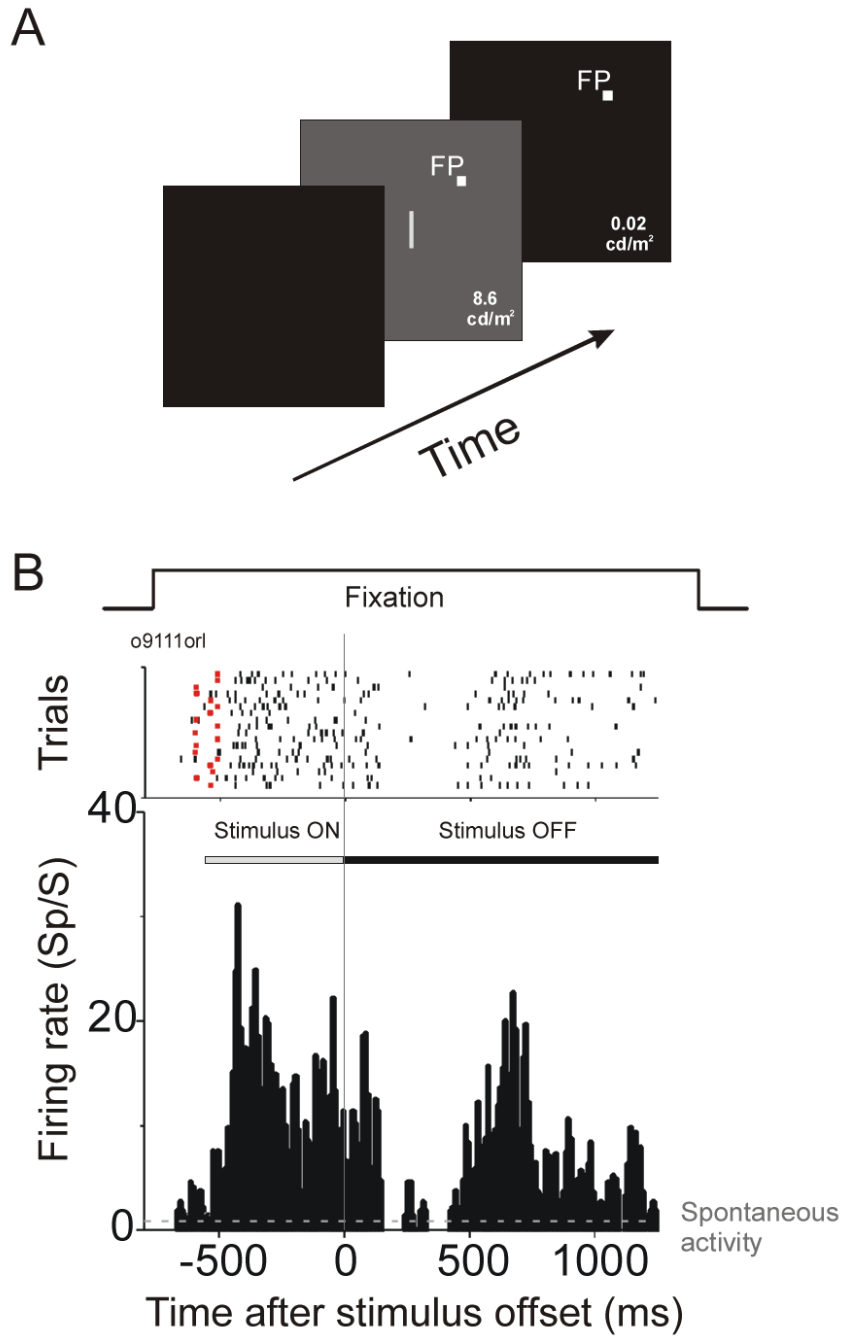 A
FP
FP
0.02
cd/m²
8.6
cd/m²
Time
B
Fixation
o9111orl
Trials
40
Stimulus ON
Stimulus OFF
Firing rate (Sp/S)
20
0
Spontaneous
activity
-500
0
500
1000
Time after stimulus offset (ms)